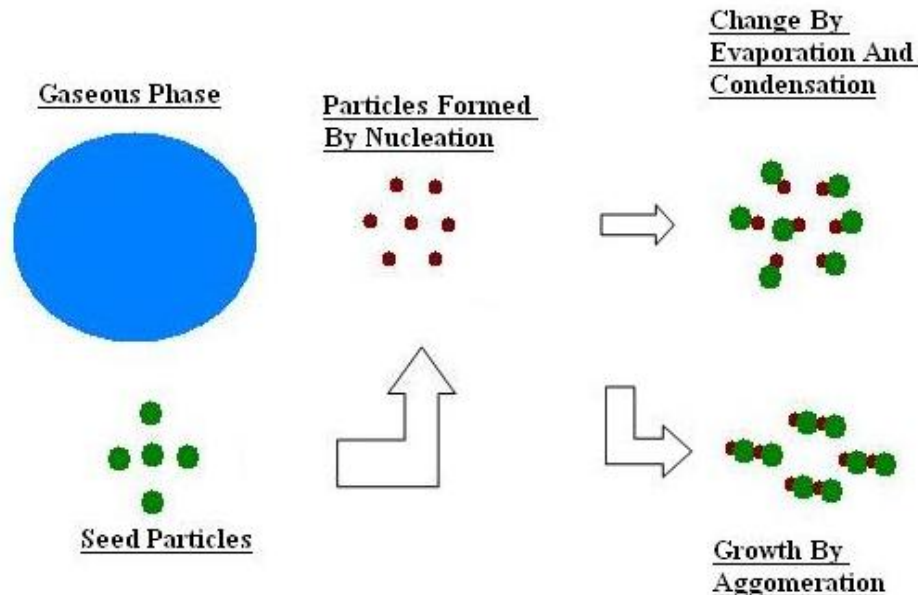 Gaseous Phase
Seed Particles
Particles Formed
By Nucleation
Change By
Evaporation And
Condensation
Growth By
Aggomeration